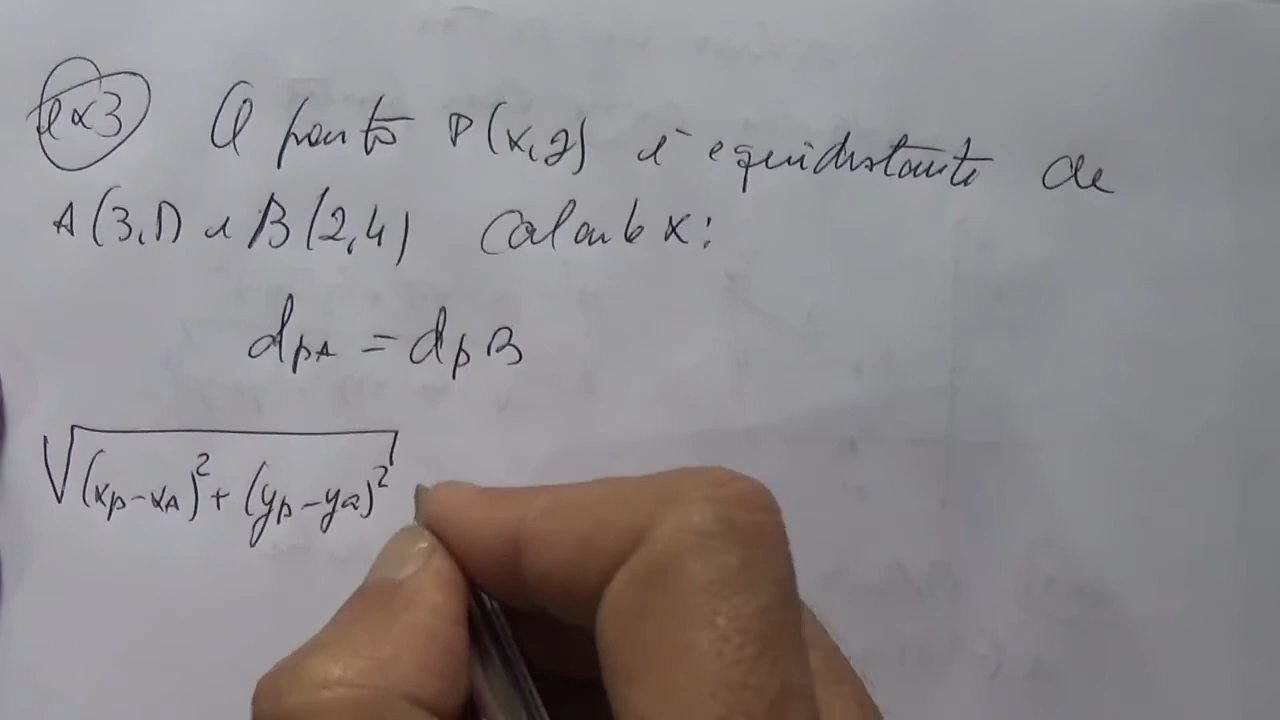 ex3 O ponto P(x,2) é equidistante de
A(3,1) e B(2,4) Calcule x:
dPA = dPB
√(xP-xA)²+(yP-ya)²